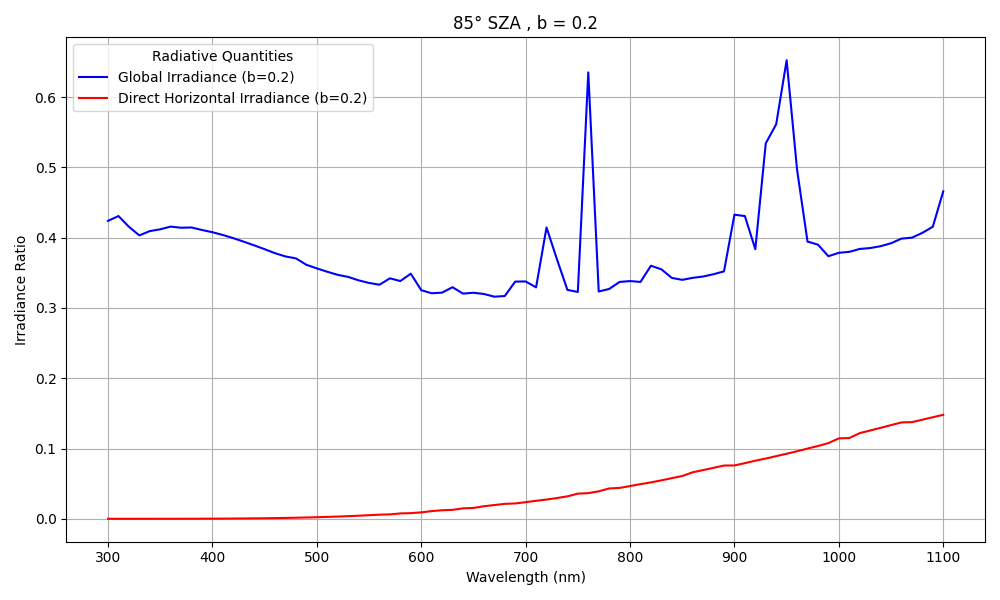 85° SZA , b = 0.2
Radiative Quantities
Global Irradiance (b=0.2)
Direct Horizontal Irradiance (b=0.2)
Irradiance Ratio
0.6
0.5
0.4
0.3
0.2
0.1
0.0
300 400 500 600 700 800 900 1000 1100
Wavelength (nm)